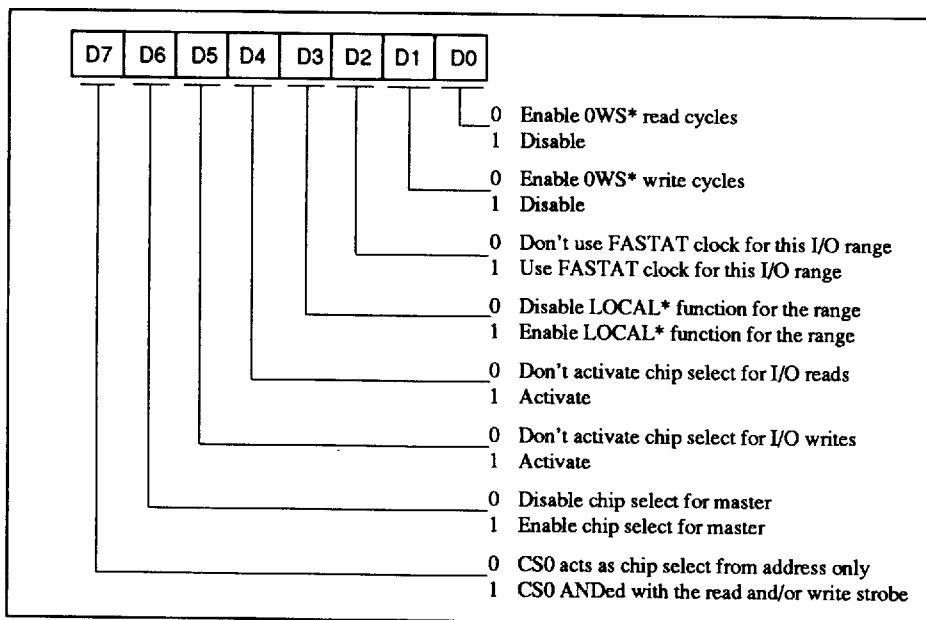 D7 D6 D5 D4 D3 D2 D1 D0
0 Enable 0WS* read cycles
1 Disable
0 Enable 0WS* write cycles
1 Disable
0 Don't use FASTAT clock for this I/O range
1 Use FASTAT clock for this I/O range
0 Disable LOCAL* function for the range
1 Enable LOCAL* function for the range
0 Don't activate chip select for I/O reads
1 Activate
0 Don't activate chip select for I/O writes
1 Activate
0 Disable chip select for master
1 Enable chip select for master
0 CS0 acts as chip select from address only
1 CS0 ANDed with the read and/or write strobe